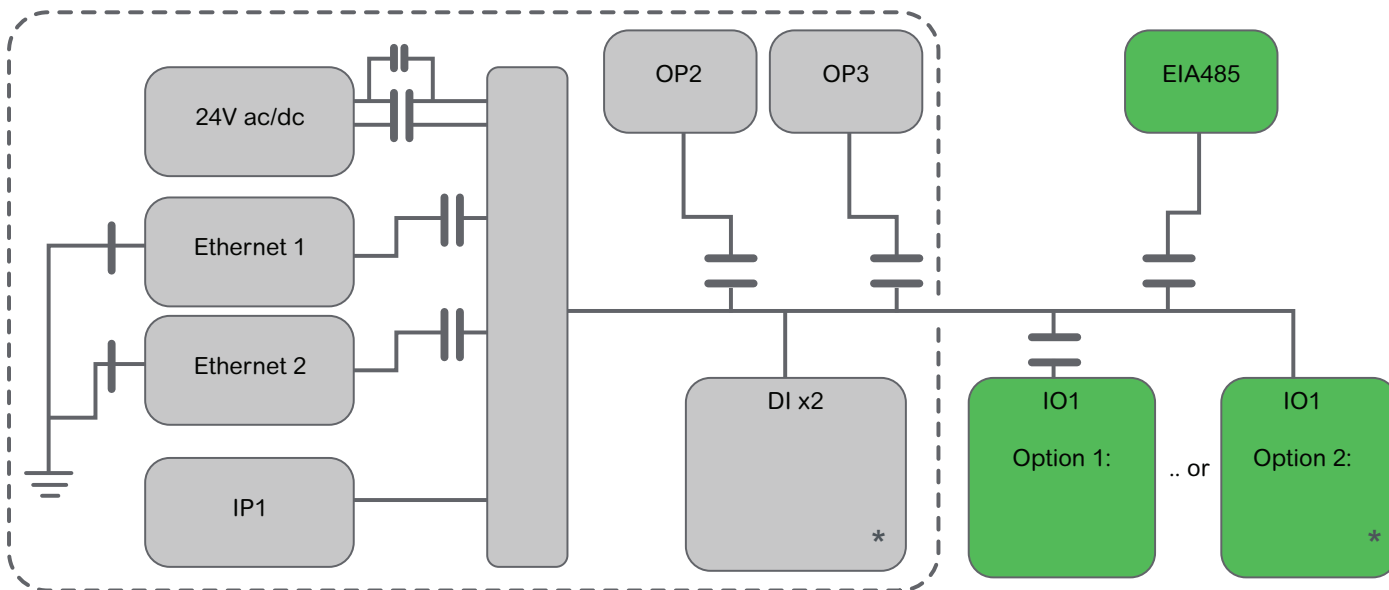 OP2
OP3
EIA485
24V ac/dc
Ethernet 1
Ethernet 2
IP1
DI x2
*
IO1
Option 1:
.. or
IO1
Option 2:
*